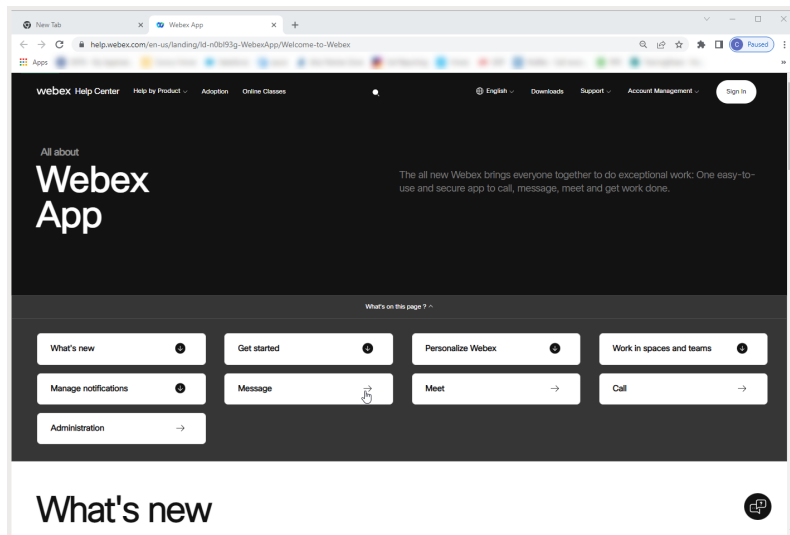 New Tab
Webex App
help.webex.com/en-us/landing/ld-n0bl93g-WebexApp/Welcome-to-Webex
C
Paused
Apps
webex Help Center
Help by Product
Adoption
Online Classes
English
Downloads
Support
Account Management
Sign In
All about
Webex
App
The all new Webex brings everyone together to do exceptional work: One easy-to-
use and secure app to call, message, meet and get work done.
What's on this page ?
What's new
Get started
Personalize Webex
Work in spaces and teams
Manage notifications
Message
Meet
Call
Administration
What's new